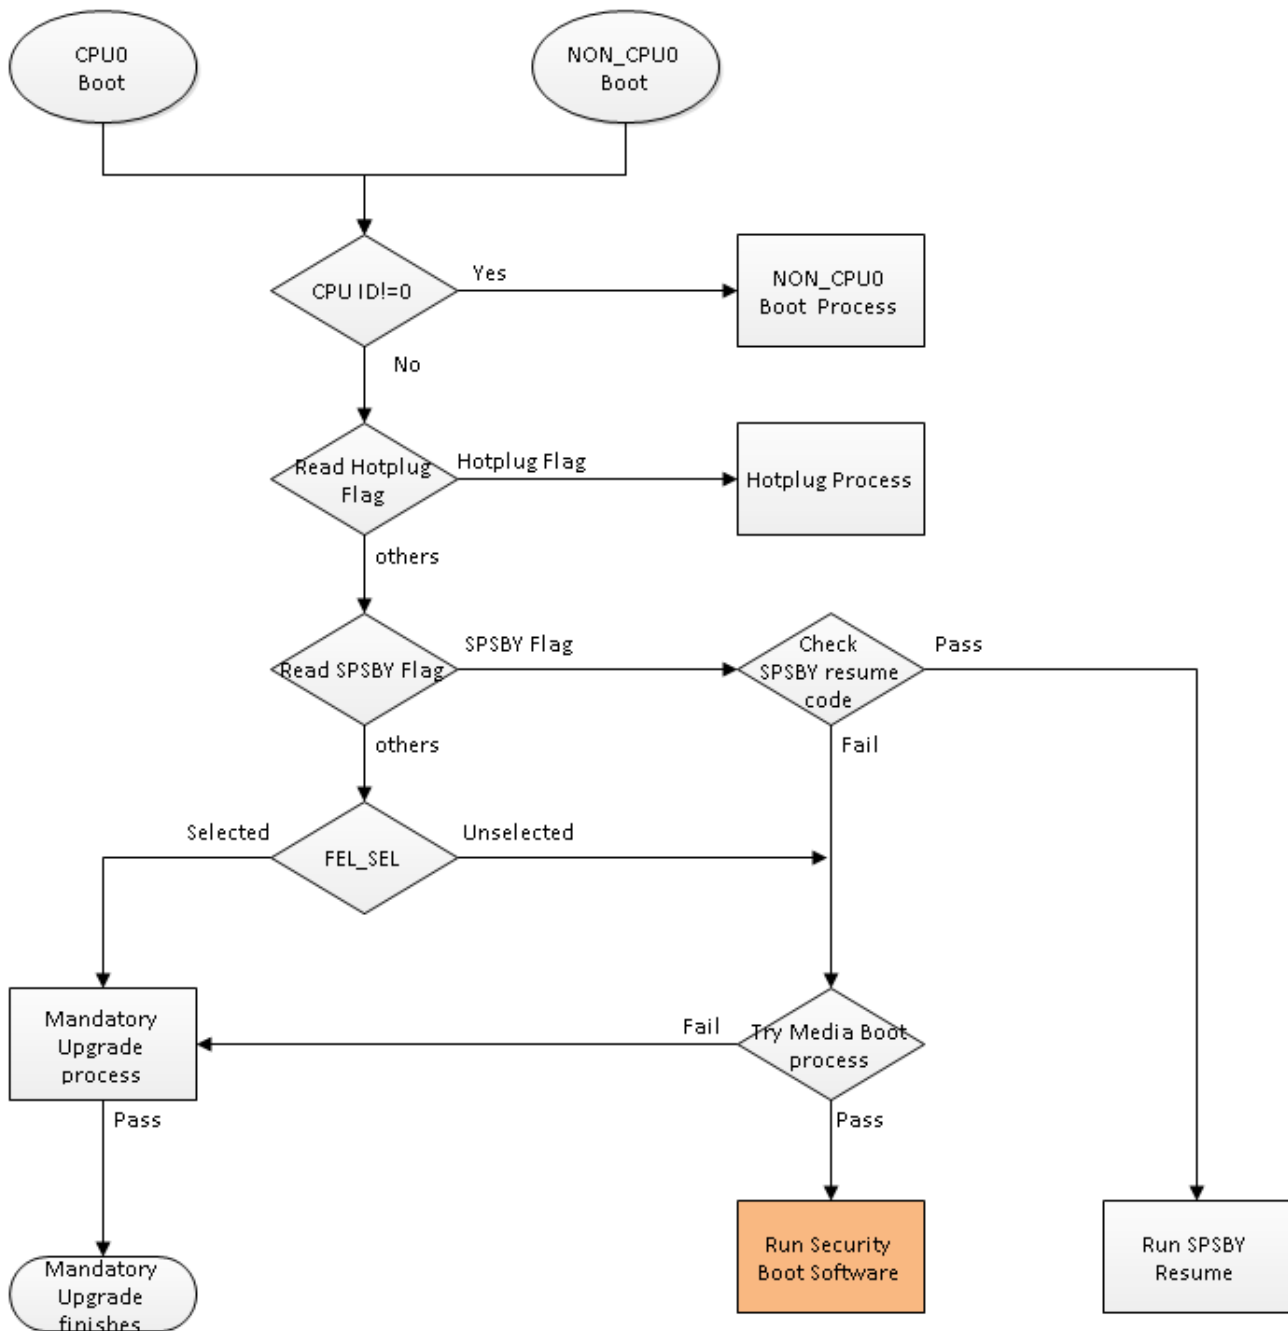 CPU0
Boot
NON_CPU0
Boot
CPU ID!=0
Yes
NON_CPU0
Boot Process
No
Read Hotplug
Flag
Hotplug Flag
Hotplug Process
others
Read SPSBY Flag
SPSBY Flag
Check
SPSBY resume
code
Pass
others
Fail
Selected
FEL_SEL
Unselected
Mandatory
Upgrade
process
Fail
Try Media Boot
process
Pass
Pass
Mandatory
Upgrade
finishes
Run Security
Boot Software
Run SPSBY
Resume